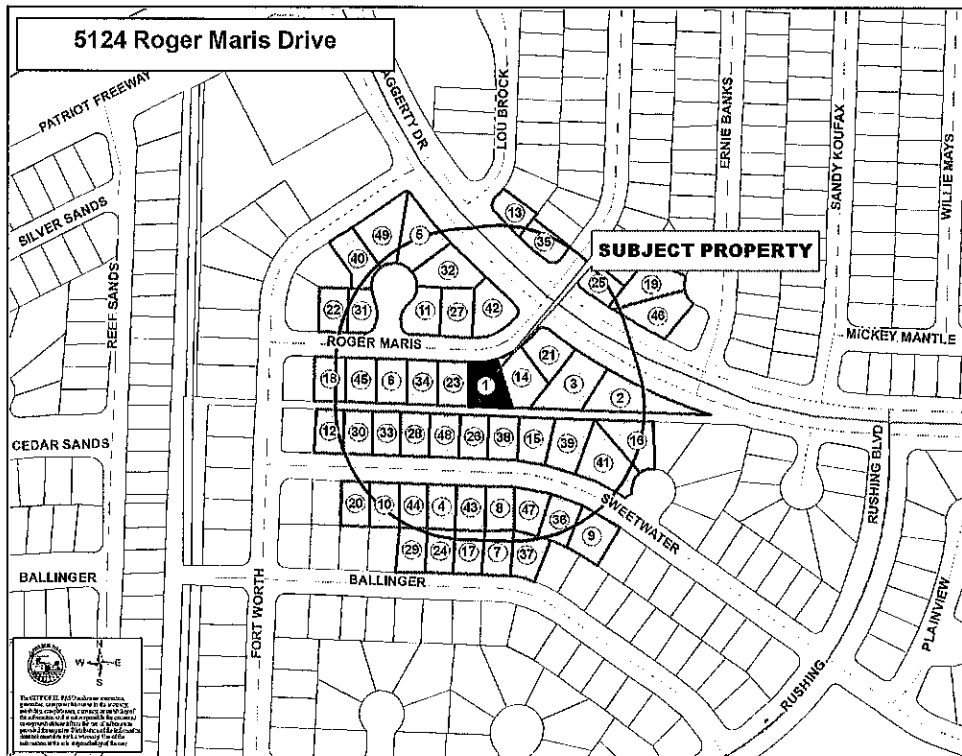 5124 Roger Maris Drive
PATRIOT FREEWAY
AGGERTY DR
LOU BROCK
ERNIE BANKS
SANDY KOUFAX
WILLIE MAYS
SILVER SANDS
REEF SANDS
13
35
SUBJECT PROPERTY
49
5
40
32
25
19
46
22
31
11
27
42
ROGER MARIS
MICKEY MANTLE
21
18
45
6
34
23
1
14
3
2
CEDAR SANDS
12
30
33
28
48
26
38
15
39
16
41
RUSHING BLVD
SWEETWATER
20
10
44
4
43
8
47
36
9
BALLINGER
29
24
17
7
37
BALLINGER
FORT WORTH
PLAINVIEW
RUSHING
N
W
E
S